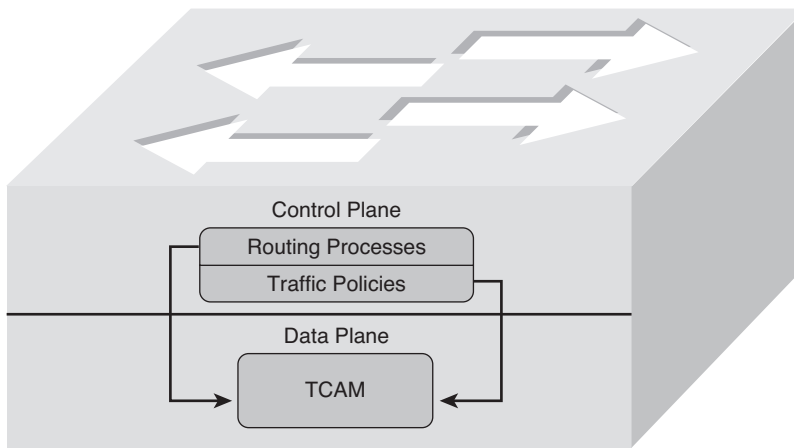 Control Plane
Routing Processes
Traffic Policies
Data Plane
TCAM